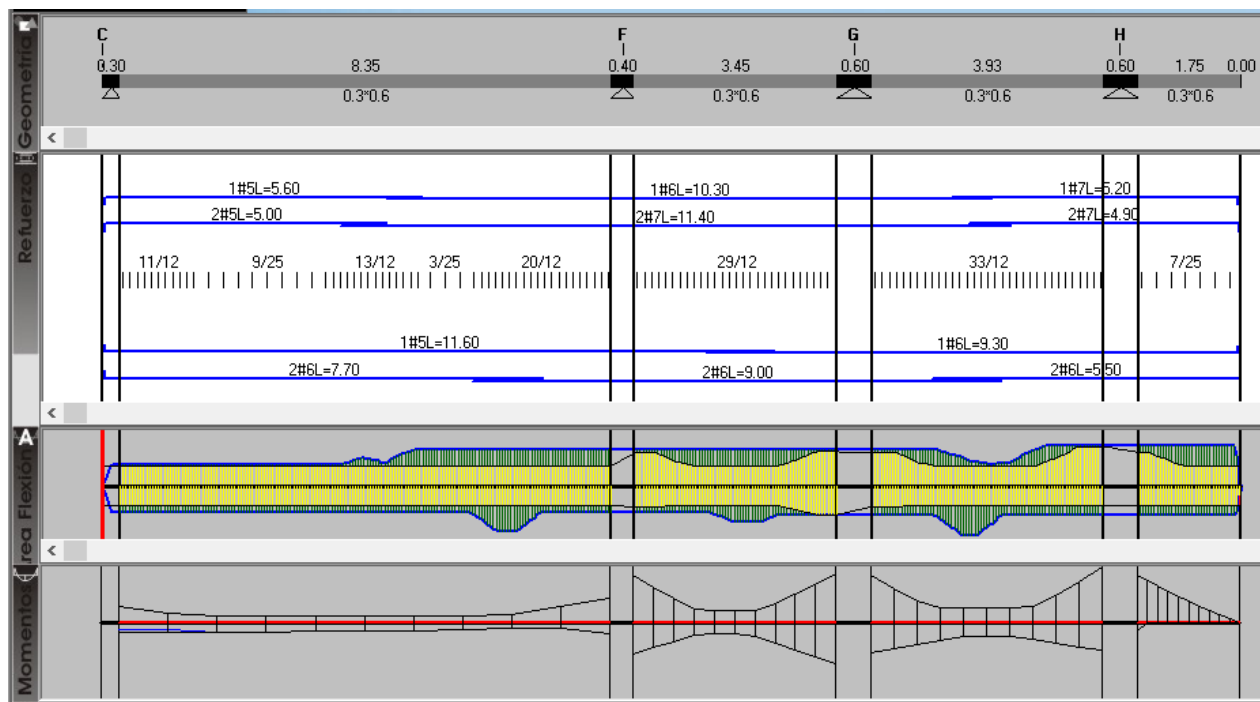 Geometría
C F G H
0.30 8.35 0.40 3.45 0.60 3.93 0.60 1.75 0.00
0.3*0.6 0.3*0.6 0.3*0.6 0.3*0.6
Refuerzo
1#5L=5.60 1#6L=10.30 1#7L=5.20
2#5L=5.00 2#7L=11.40 2#7L=4.90
11/12 9/25 13/12 3/25 20/12 29/12 33/12 7/25
1#5L=11.60 1#6L=9.30
2#6L=7.70 2#6L=9.00 2#6L=5.50
A
rea Flexión
Momentos